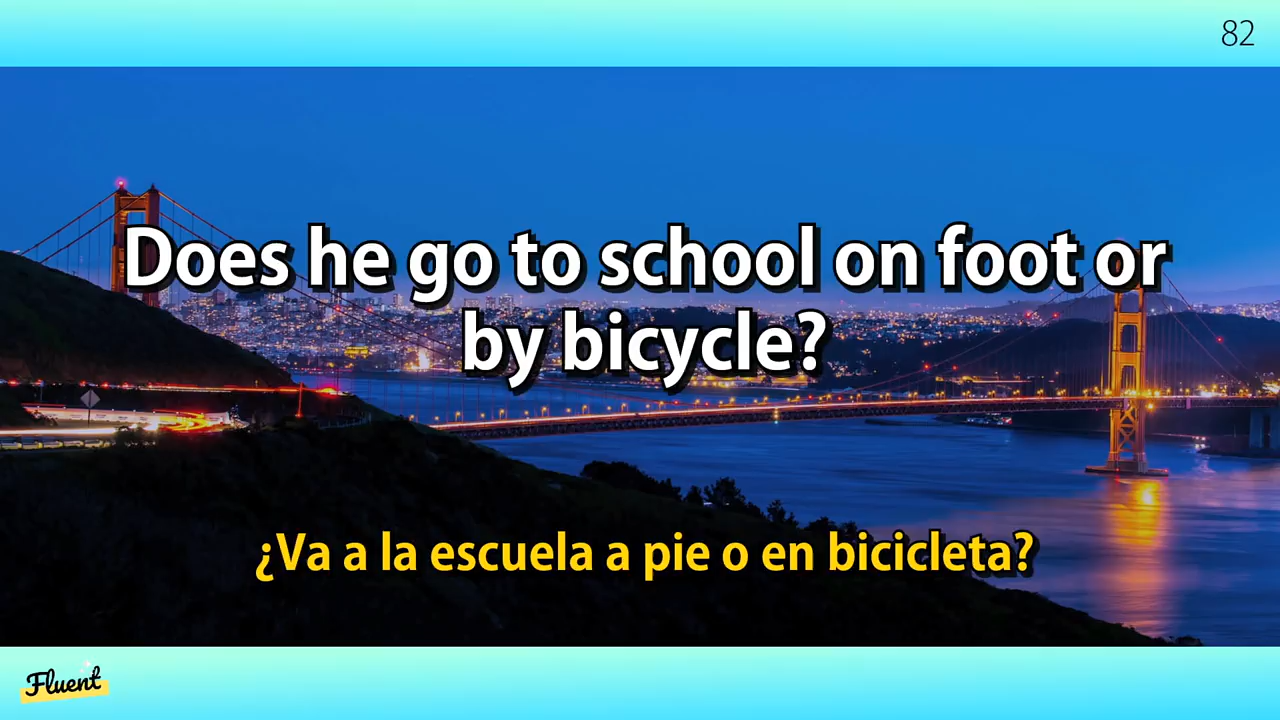 82
Does he go to school on foot or
by bicycle?
¿Va a la escuela a pie o en bicicleta?
Fluent